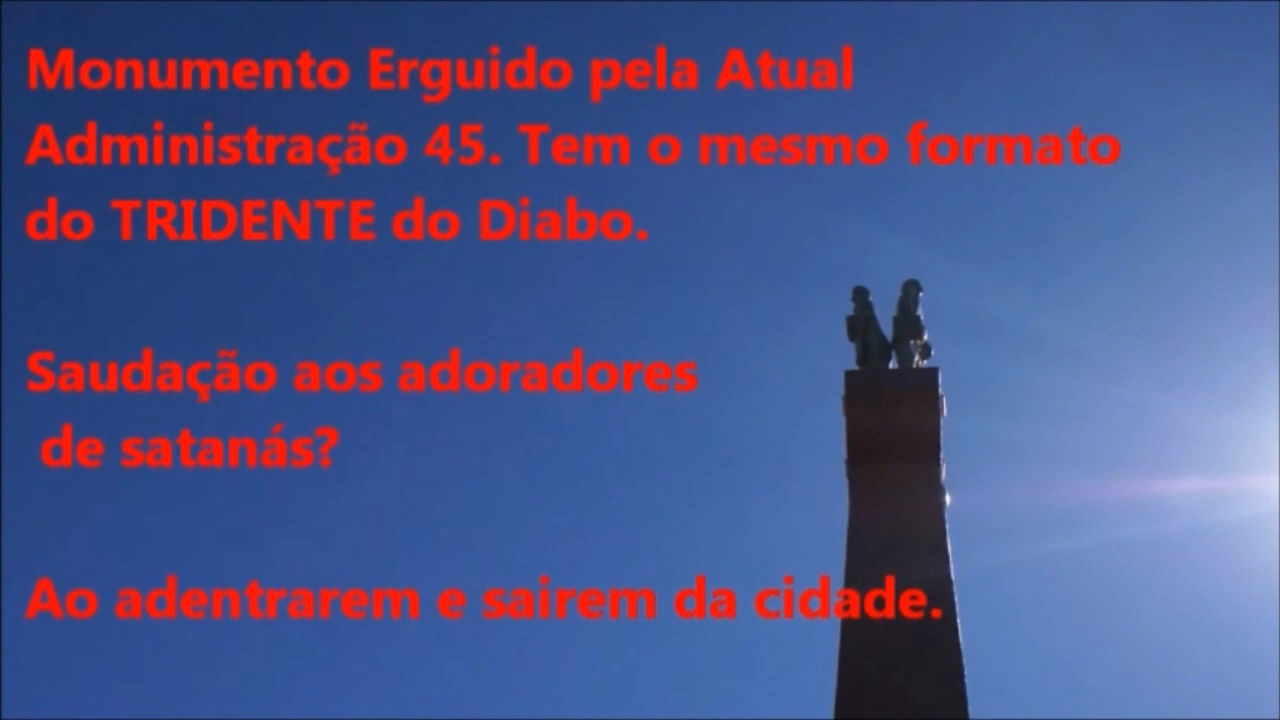 Monumento Erguido pela Atual
Administração 45. Tem o mesmo formato
do TRIDENTE do Diabo.
Saudação aos adoradores
de satanás?
Ao adentrarem e sairem da cidade.